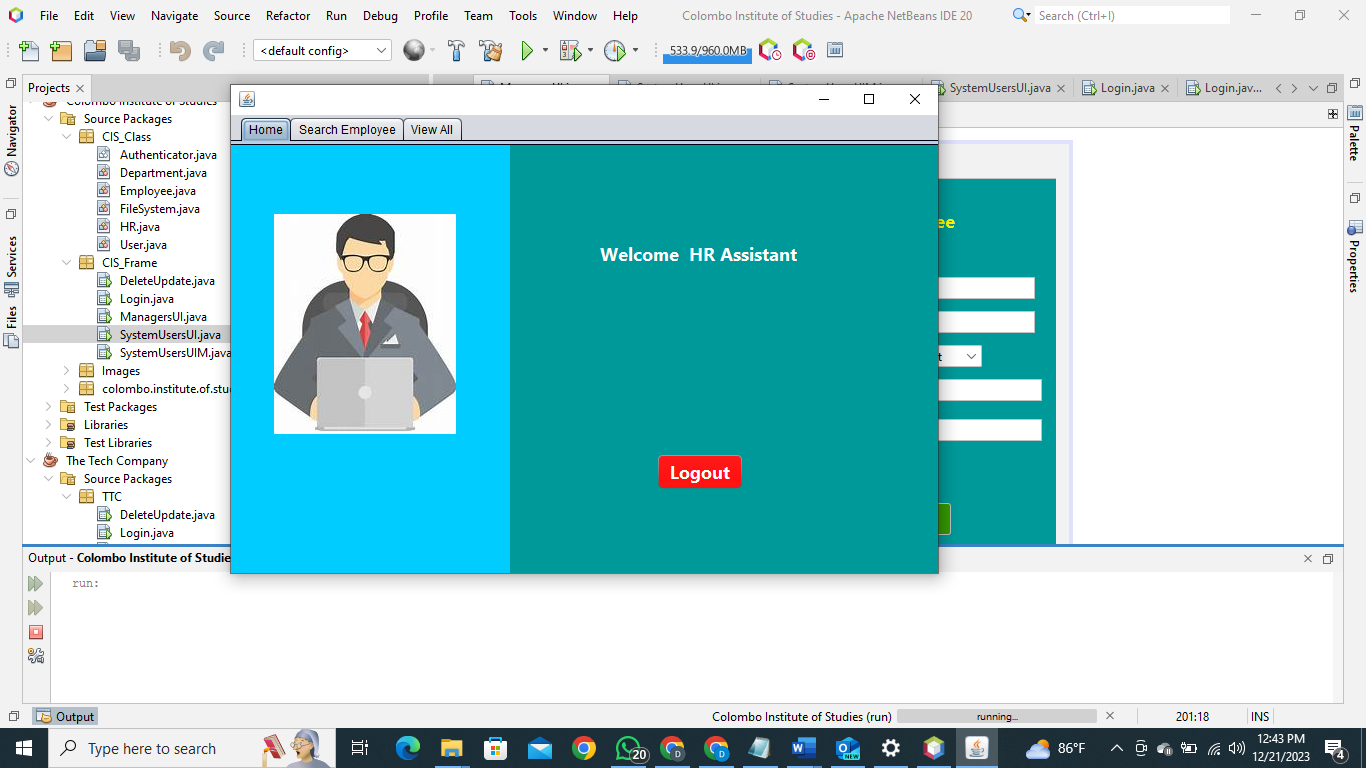 File Edit View Navigate Source Refactor Run Debug Profile Team Tools Window Help Colombo Institute of Studies - Apache NetBeans IDE 20 Search (Ctrl+I)
<default config> 533.9/960.0MB
Projects SystemUsersUI.java Login.java Login.jav...
Colombo Institute of Studies
Source Packages
CIS_Class
Authenticator.java
Department.java
Employee.java
FileSystem.java
HR.java
User.java
CIS_Frame
DeleteUpdate.java
Login.java
ManagersUI.java
SystemUsersUI.java
SystemUsersUIM.java
Images
colombo.institute.of.stu
Test Packages
Libraries
Test Libraries
The Tech Company
Source Packages
TTC
DeleteUpdate.java
Login.java
Navigator
Services
Files
Home Search Employee View All
Welcome HR Assistant
Logout
ee
t
Palette
Properties
Output - Colombo Institute of Studie
run:
Output
Colombo Institute of Studies (run) running... 201:18 INS
Type here to search 20 D D NEW 86°F 12:43 PM
12/21/2023 4